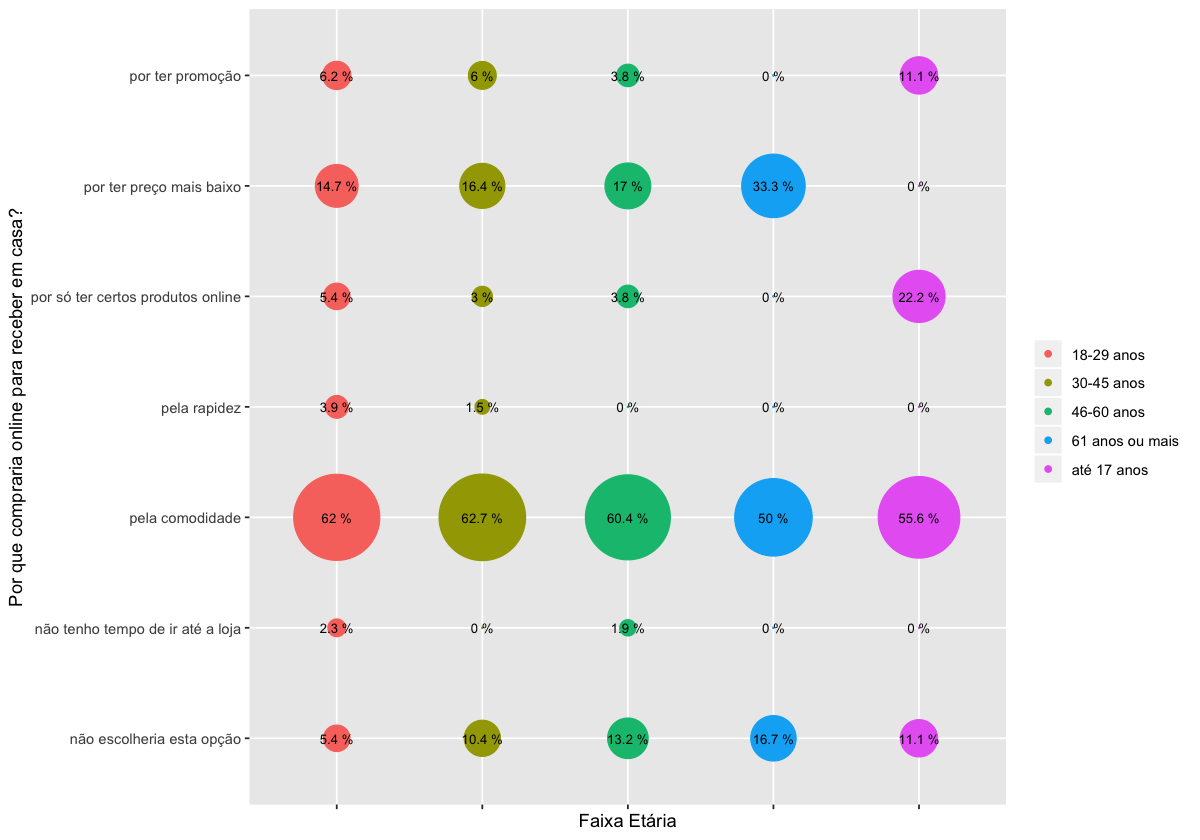 por ter promoção
6.2 % 6 % 3.8 % 0 % 11.1 %
por ter preço mais baixo
14.7 % 16.4 % 17 % 33.3 % 0 %
por só ter certos produtos online
5.4 % 3 % 3.8 % 0 % 22.2 %
pela rapidez
3.9 % 1.5 % 0 % 0 % 0 %
pela comodidade
62 % 62.7 % 60.4 % 50 % 55.6 %
não tenho tempo de ir até a loja
2.3 % 0 % 1.9 % 0 % 0 %
não escolheria esta opção
5.4 % 10.4 % 13.2 % 16.7 % 11.1 %
Por que compraria online para receber em casa?
Faixa Etária
18-29 anos
30-45 anos
46-60 anos
61 anos ou mais
até 17 anos